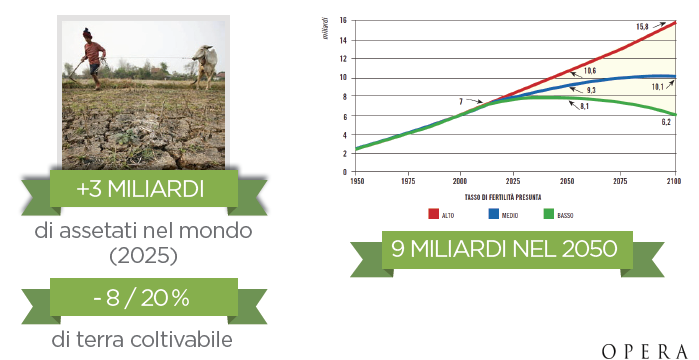 +3 MILIARDI
di assetati nel mondo
(2025)
- 8 / 20%
di terra coltivabile
miliardi
16
14
12
10
8
6
4
2
0
15,8
10,6
9,3
10,1
7
8,1
6,2
1950
1975
2000
2025
2050
2075
2100
TASSO DI FERTILITÀ PRESUNTA
ALTO
MEDIO
BASSO
9 MILIARDI NEL 2050
OPERA